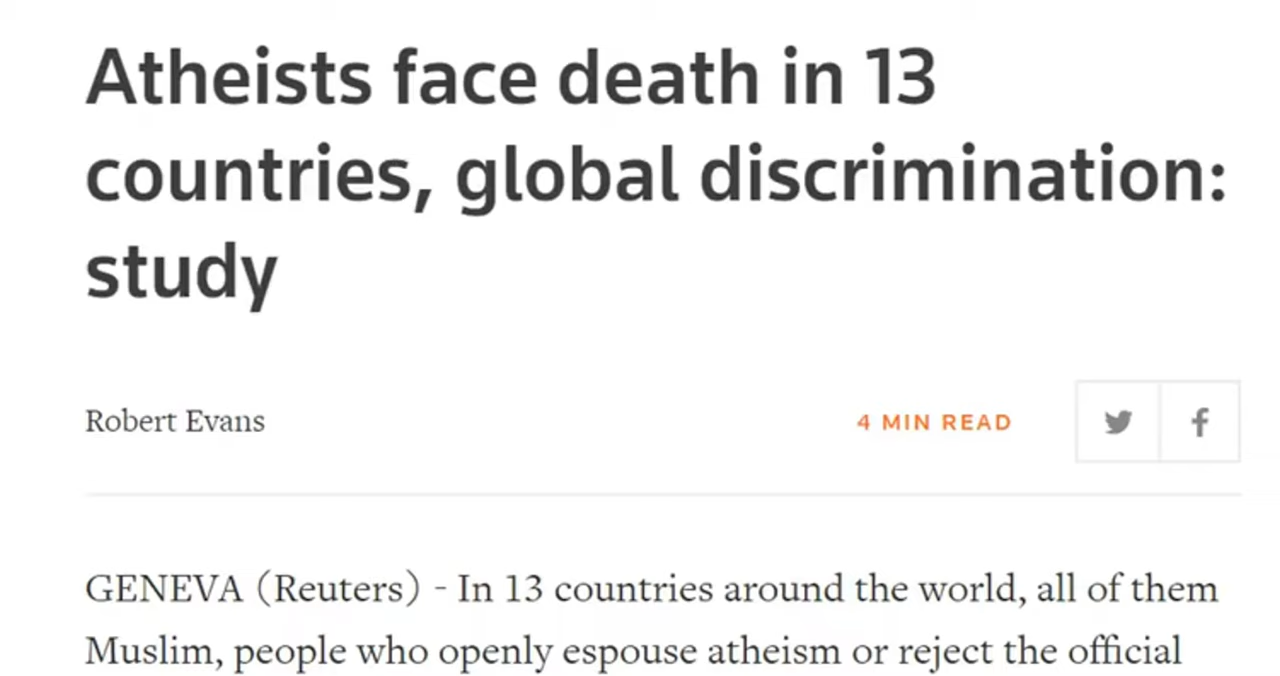 Atheists face death in 13
countries, global discrimination:
study
Robert Evans
4 MIN READ
GENEVA (Reuters) - In 13 countries around the world, all of them
Muslim, people who openly espouse atheism or reject the official